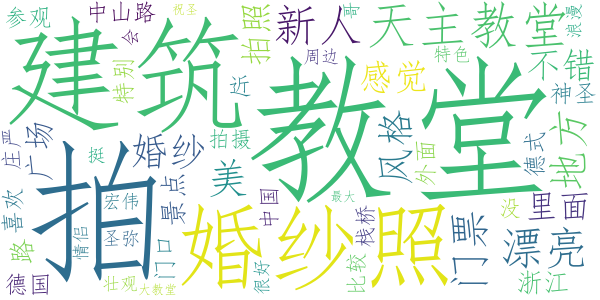 参观
中山路
祝圣
会
拍照
新人
周边
天主教堂
特色
浪漫
不错
神圣
建筑
教堂
特别
近
感觉
庄严
广场
挺
婚纱
拍摄
美
风格
外面
德式
地方
喜欢
拍
宏伟
圣弥
景点
中国
最大
没
里面
路
情侣
门口
婚纱照
栈桥
比较
门票
漂亮
德国
壮观
大教堂
很好
浙江